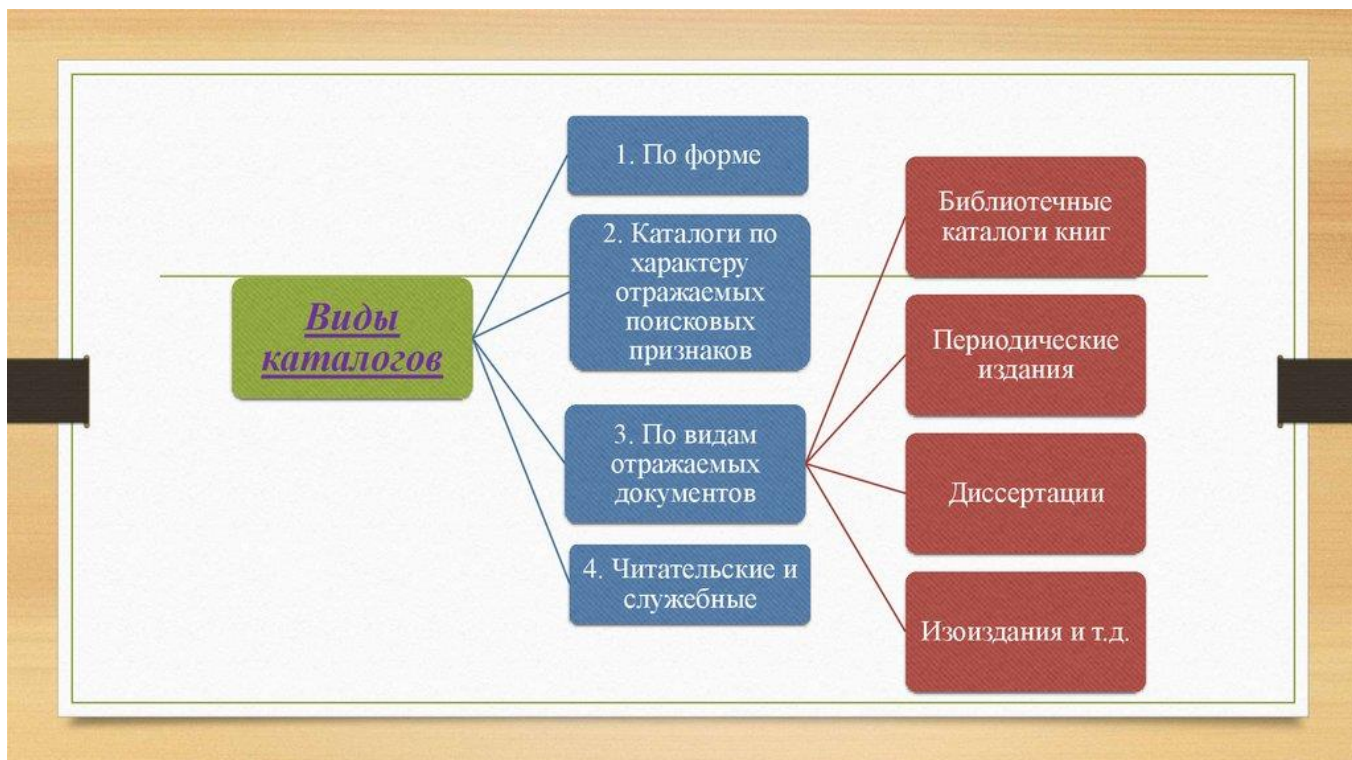 Виды
каталогов
1. По форме
2. Каталоги по
характеру
отражаемых
поисковых
признаков
3. По видам
отражаемых
документов
4. Читательские и
служебные
Библиотечные
каталоги книг
Периодические
издания
Диссертации
Изоиздания и т.д.